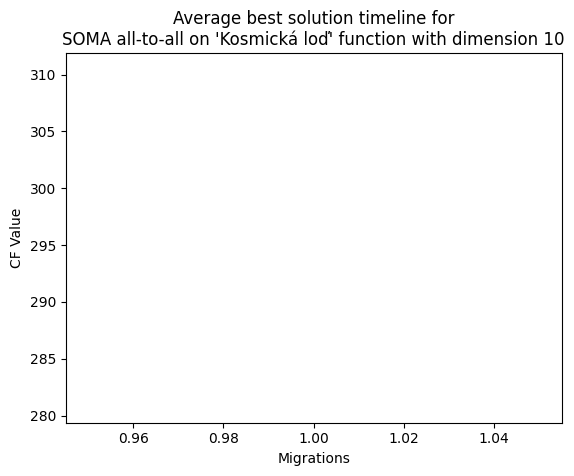 Average best solution timeline for
SOMA all-to-all on 'Kosmická loď' function with dimension 10
310
305
300
295
290
285
280
CF Value
0.96 0.98 1.00 1.02 1.04
Migrations